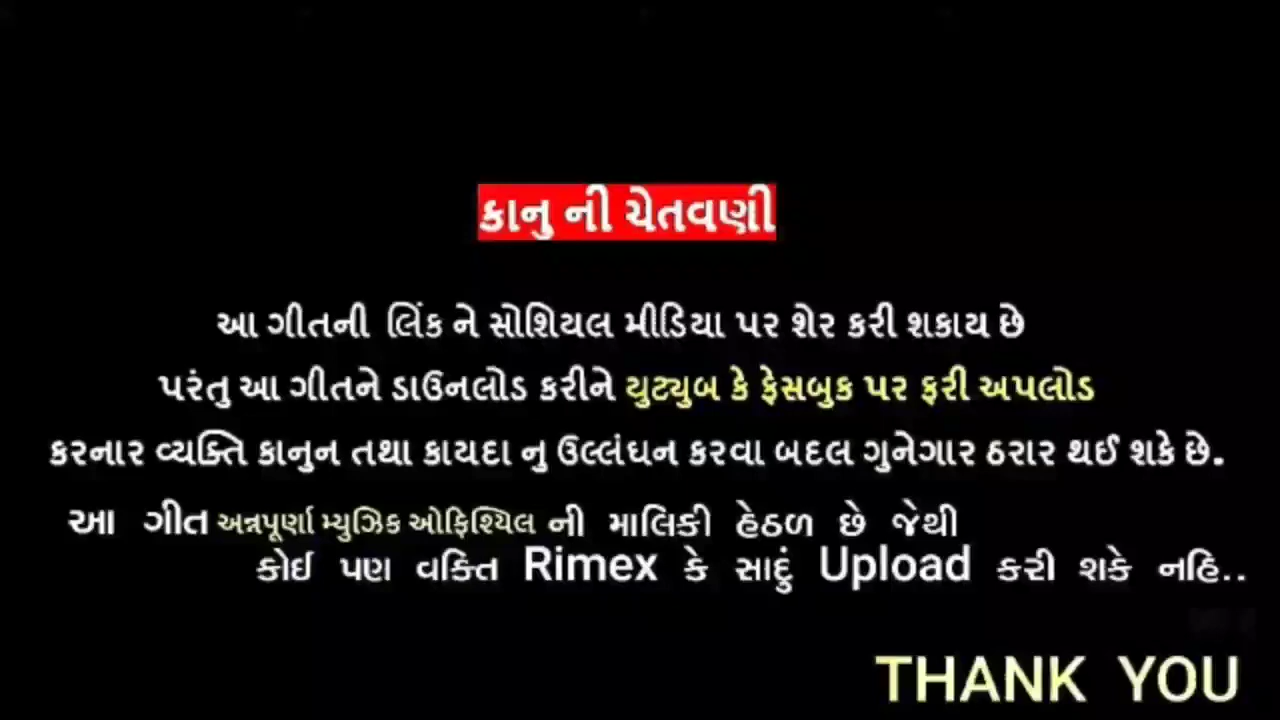 કાનુ ની ચેતવણી
આ ગીતની લિંક ને સોશિયલ મીડિયા પર શેર કરી શકાય છે
પરંતુ આ ગીતને ડાઉનલોડ કરીને યુટ્યુબ કે ફેસબુક પર ફરી અપલોડ
કરનાર વ્યક્તિ કાનુન તથા કાયદા નુ ઉલ્લંઘન કરવા બદલ ગુનેગાર ઠરાર થઈ શકે છે.
આ ગીત અન્નપૂર્ણા મ્યુઝિક ઓફિશ્યિલ ની માલિકી હેઠળ છે જેથી
કોઈ પણ વકિત Rimex કે સાદું Upload કરી શકે નહિ..
THANK YOU